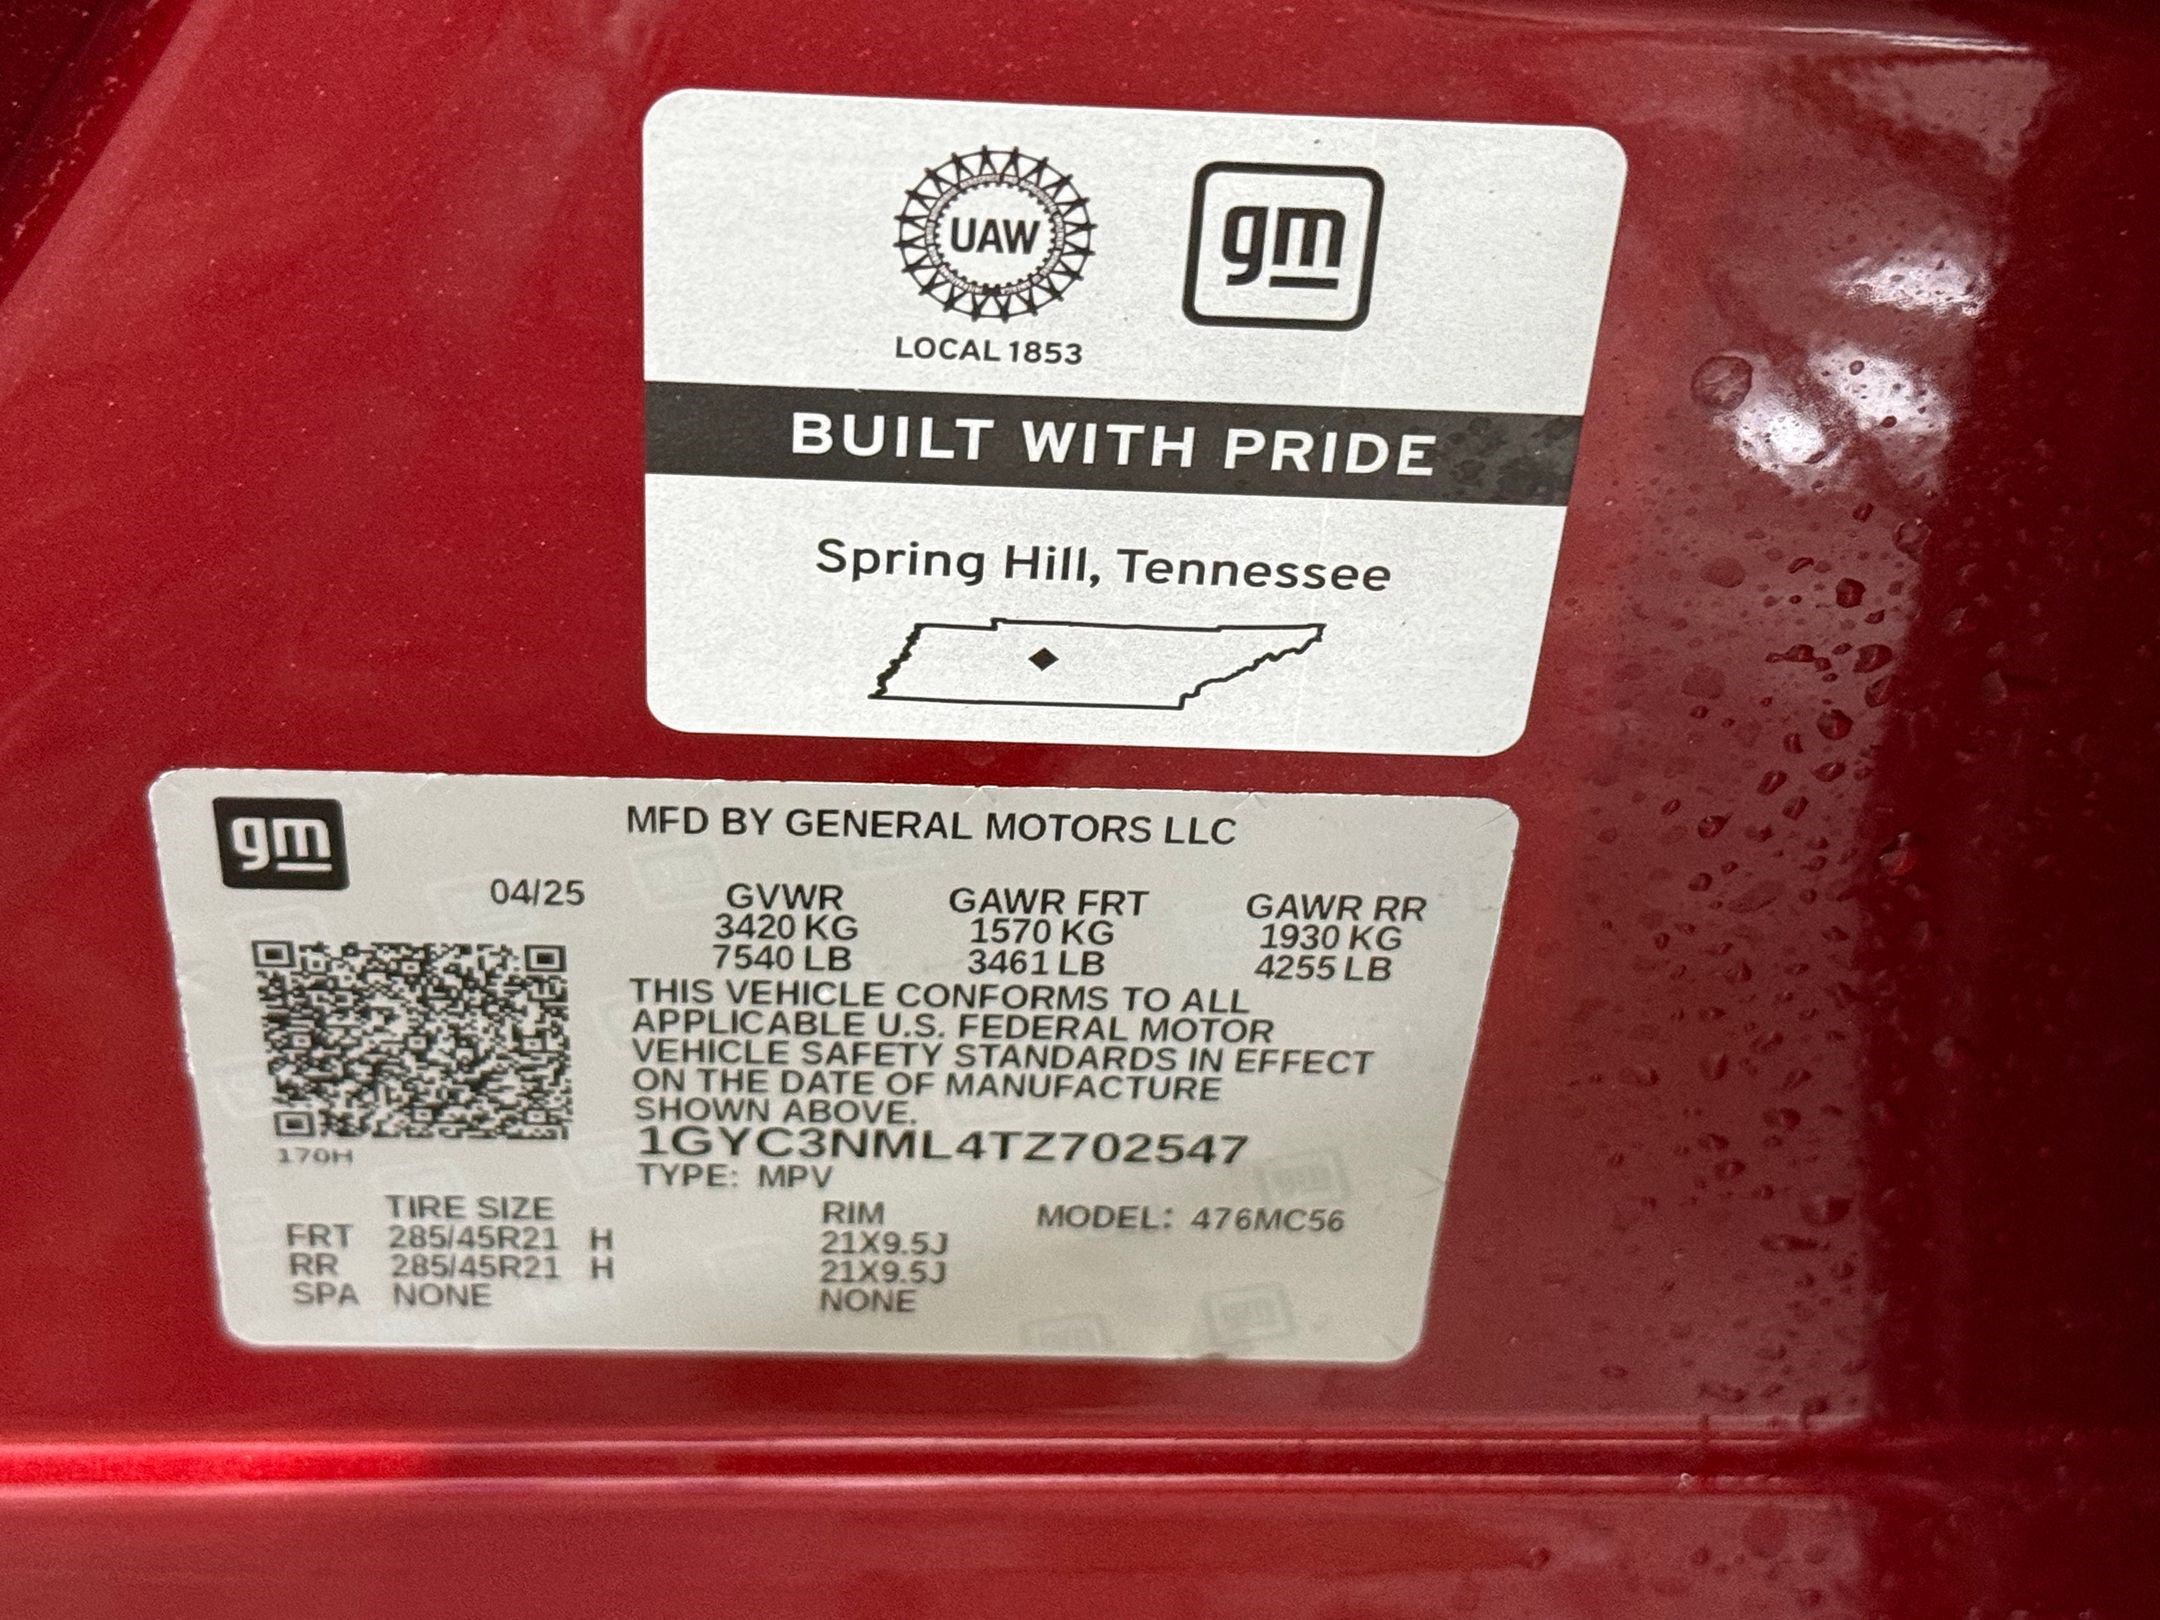 UAW
gm
LOCAL 1853
BUILT WITH PRIDE
Spring Hill, Tennessee
gm
MFD BY GENERAL MOTORS LLC
04/25
GVWR GAWR FRT GAWR RR
3420 KG 1570 KG 1930 KG
7540 LB 3461 LB 4255 LB
THIS VEHICLE CONFORMS TO ALL
APPLICABLE U.S. FEDERAL MOTOR
VEHICLE SAFETY STANDARDS IN EFFECT
ON THE DATE OF MANUFACTURE
SHOWN ABOVE.
1GYC3NML4TZ702547
170H
TYPE: MPV
TIRE SIZE RIM MODEL: 476MC56
FRT 285/45R21 H 21X9.5J
RR 285/45R21 H 21X9.5J
SPA NONE NONE